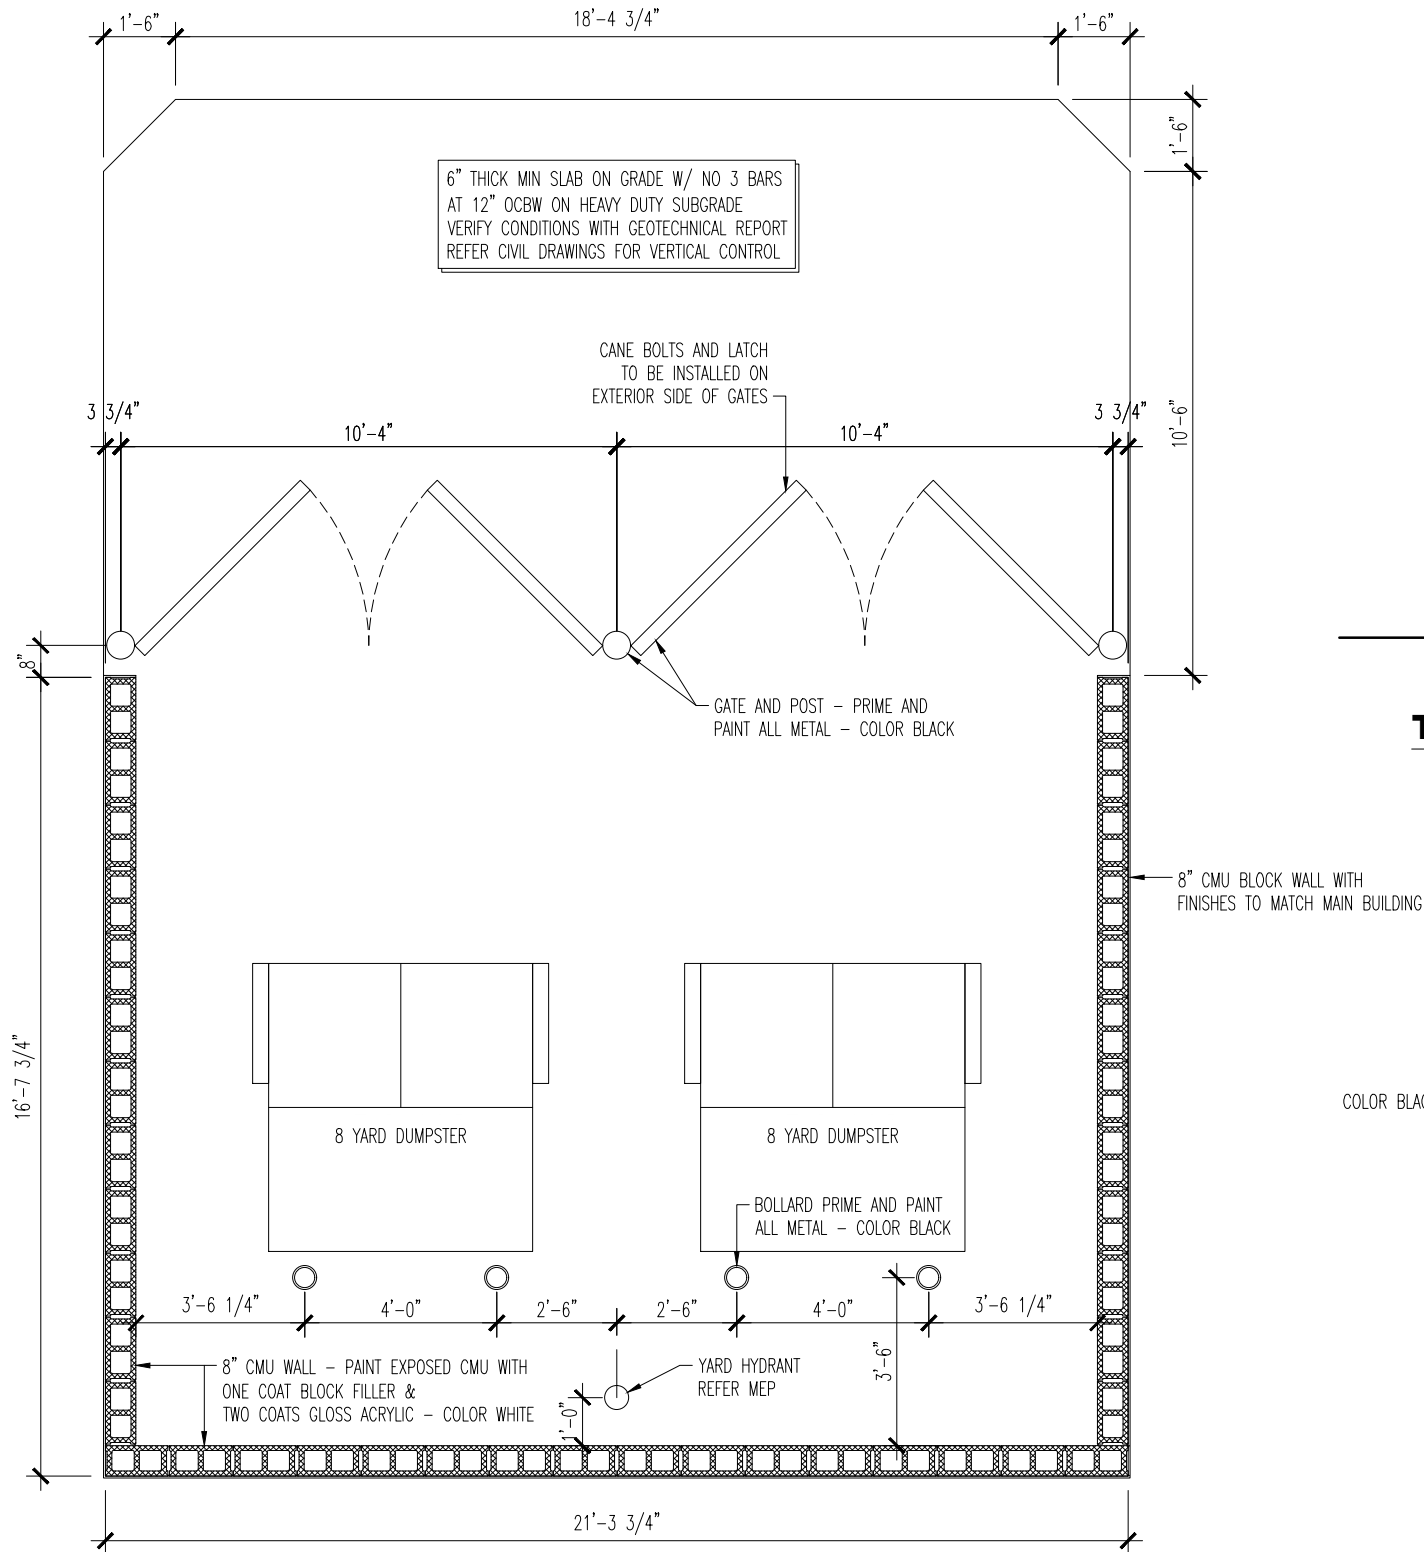 1'-6"
18'-4 3/4"
1'-6"
1'-6"
6" THICK MIN SLAB ON GRADE W/ NO 3 BARS
AT 12" OCBW ON HEAVY DUTY SUBGRADE
VERIFY CONDITIONS WITH GEOTECHNICAL REPORT
REFER CIVIL DRAWINGS FOR VERTICAL CONTROL
CANE BOLTS AND LATCH
TO BE INSTALLED ON
EXTERIOR SIDE OF GATES
3 3/4"
10'-4"
10'-4"
3 3/4"
10'-6"
8"
GATE AND POST - PRIME AND
PAINT ALL METAL - COLOR BLACK
T
8" CMU BLOCK WALL WITH
FINISHES TO MATCH MAIN BUILDING
16'-7 3/4"
COLOR BLAC
8 YARD DUMPSTER
8 YARD DUMPSTER
BOLLARD PRIME AND PAINT
ALL METAL - COLOR BLACK
3'-6 1/4"
4'-0"
2'-6"
2'-6"
4'-0"
3'-6 1/4"
3'-6"
8" CMU WALL - PAINT EXPOSED CMU WITH
ONE COAT BLOCK FILLER &
TWO COATS GLOSS ACRYLIC - COLOR WHITE
YARD HYDRANT
REFER MEP
1'-0"
21'-3 3/4"